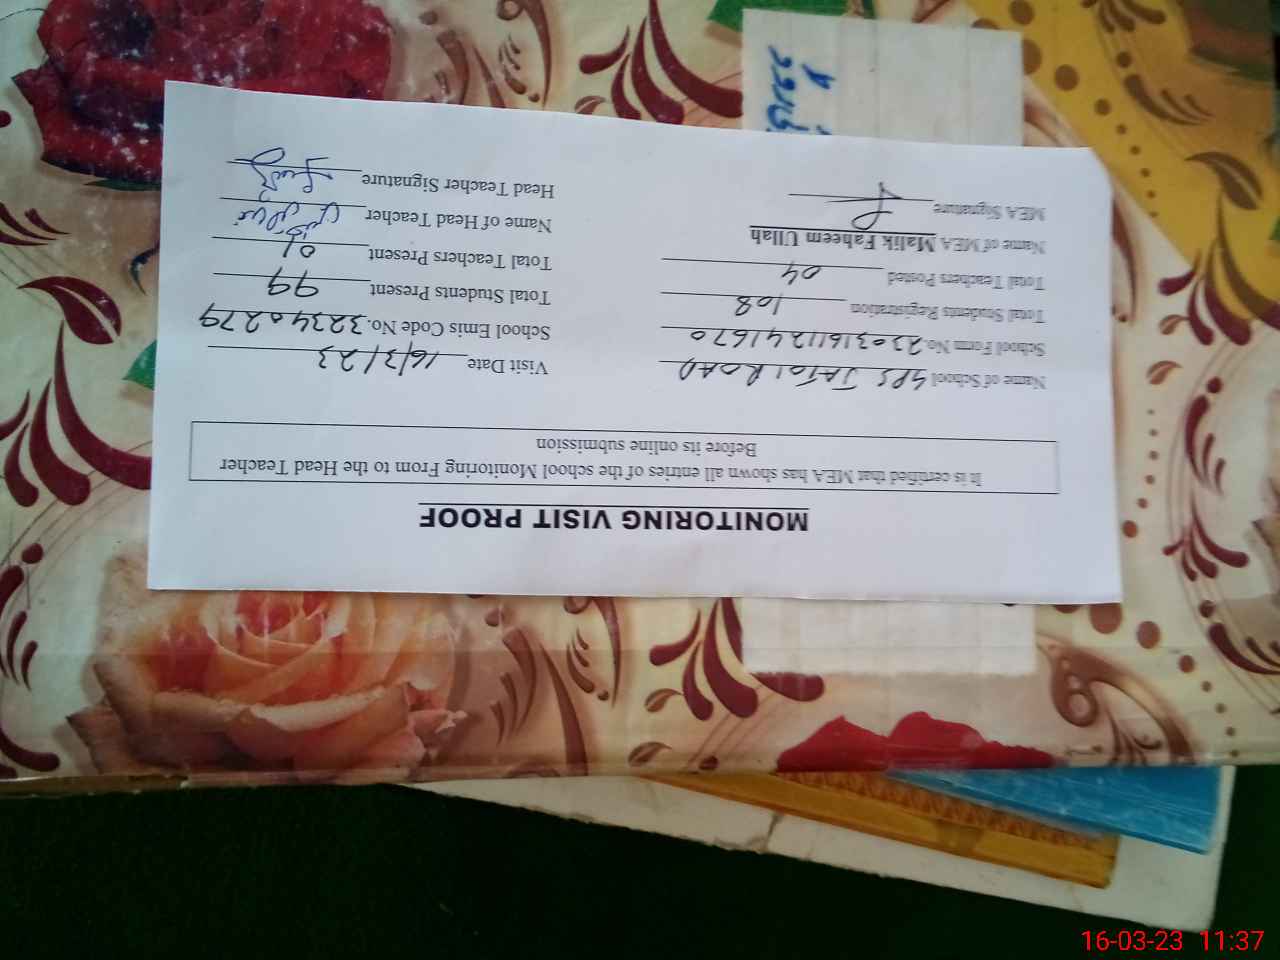 MONITORING VISIT PROOF
It is certified that MEA has shown all entries of the school Monitoring From to the Head Teacher
Before its online submission
Name of School GPS JATOI ROAD Visit Date 16/3/23
School Form No. 230316111241670 School Emis Code No. 32340279
Total Students Registration 108 Total Students Present 99
Total Teachers Posted 04 Total Teachers Present 01
Name of MEA Malik Faheem Ullah Name of Head Teacher
MEA Signature Head Teacher Signature
16-03-23 11:37